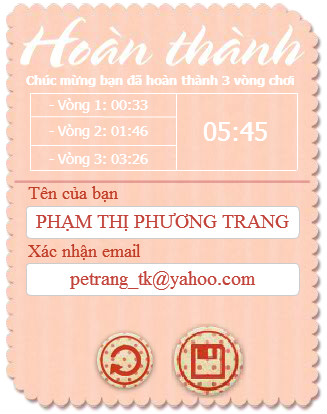 Hoàn thành
Chúc mừng bạn đã hoàn thành 3 vòng chơi
- Vòng 1: 00:33
- Vòng 2: 01:46
- Vòng 3: 03:26
05:45
Tên của bạn
PHẠM THỊ PHƯƠNG TRANG
Xác nhận email
petrang_tk@yahoo.com